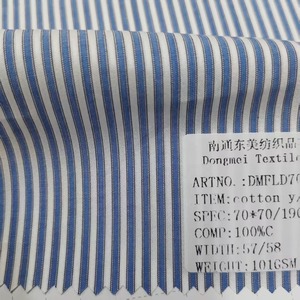 南通东美纺织品
Dongmei Textile
ARTNO.:DMFLD70
ITEM:cotton y/
SPEC:70*70/190
COMP:100%C
WIDTH:57/58
WEIGHT:101GSM